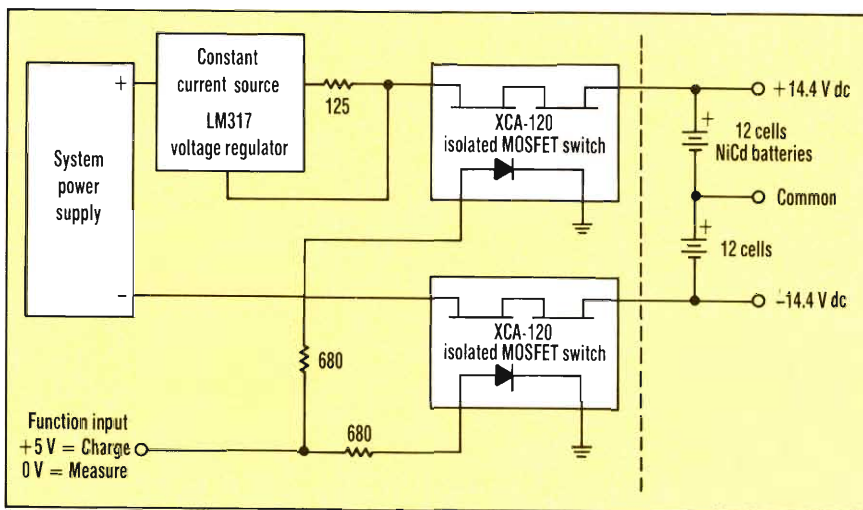 System
power
supply
+
−
Constant
current source
LM317
voltage regulator
125
XCA-120
isolated MOSFET switch
XCA-120
isolated MOSFET switch
680
680
Function input
+5 V = Charge
0 V = Measure
+14.4 V dc
+
12 cells
NiCd batteries
Common
+
12 cells
−14.4 V dc